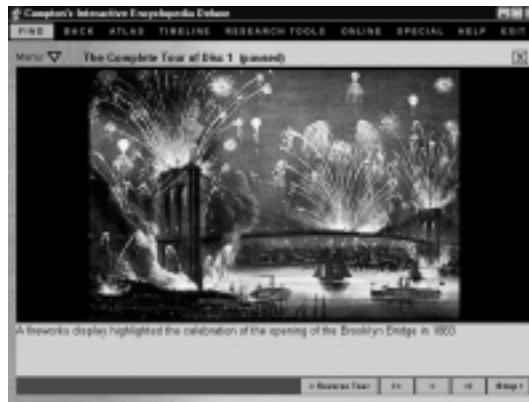 Compton's Interactive Encyclopedia Deluxe
FIND BACK ATLAS TIMELINE RESEARCH TOOLS ONLINE SPECIAL HELP EXIT
Menu The Complete Tour of Disc 1 (paused)
A fireworks display highlighted the celebration of the opening of the Brooklyn Bridge in 1883
Reverse Tour Stop